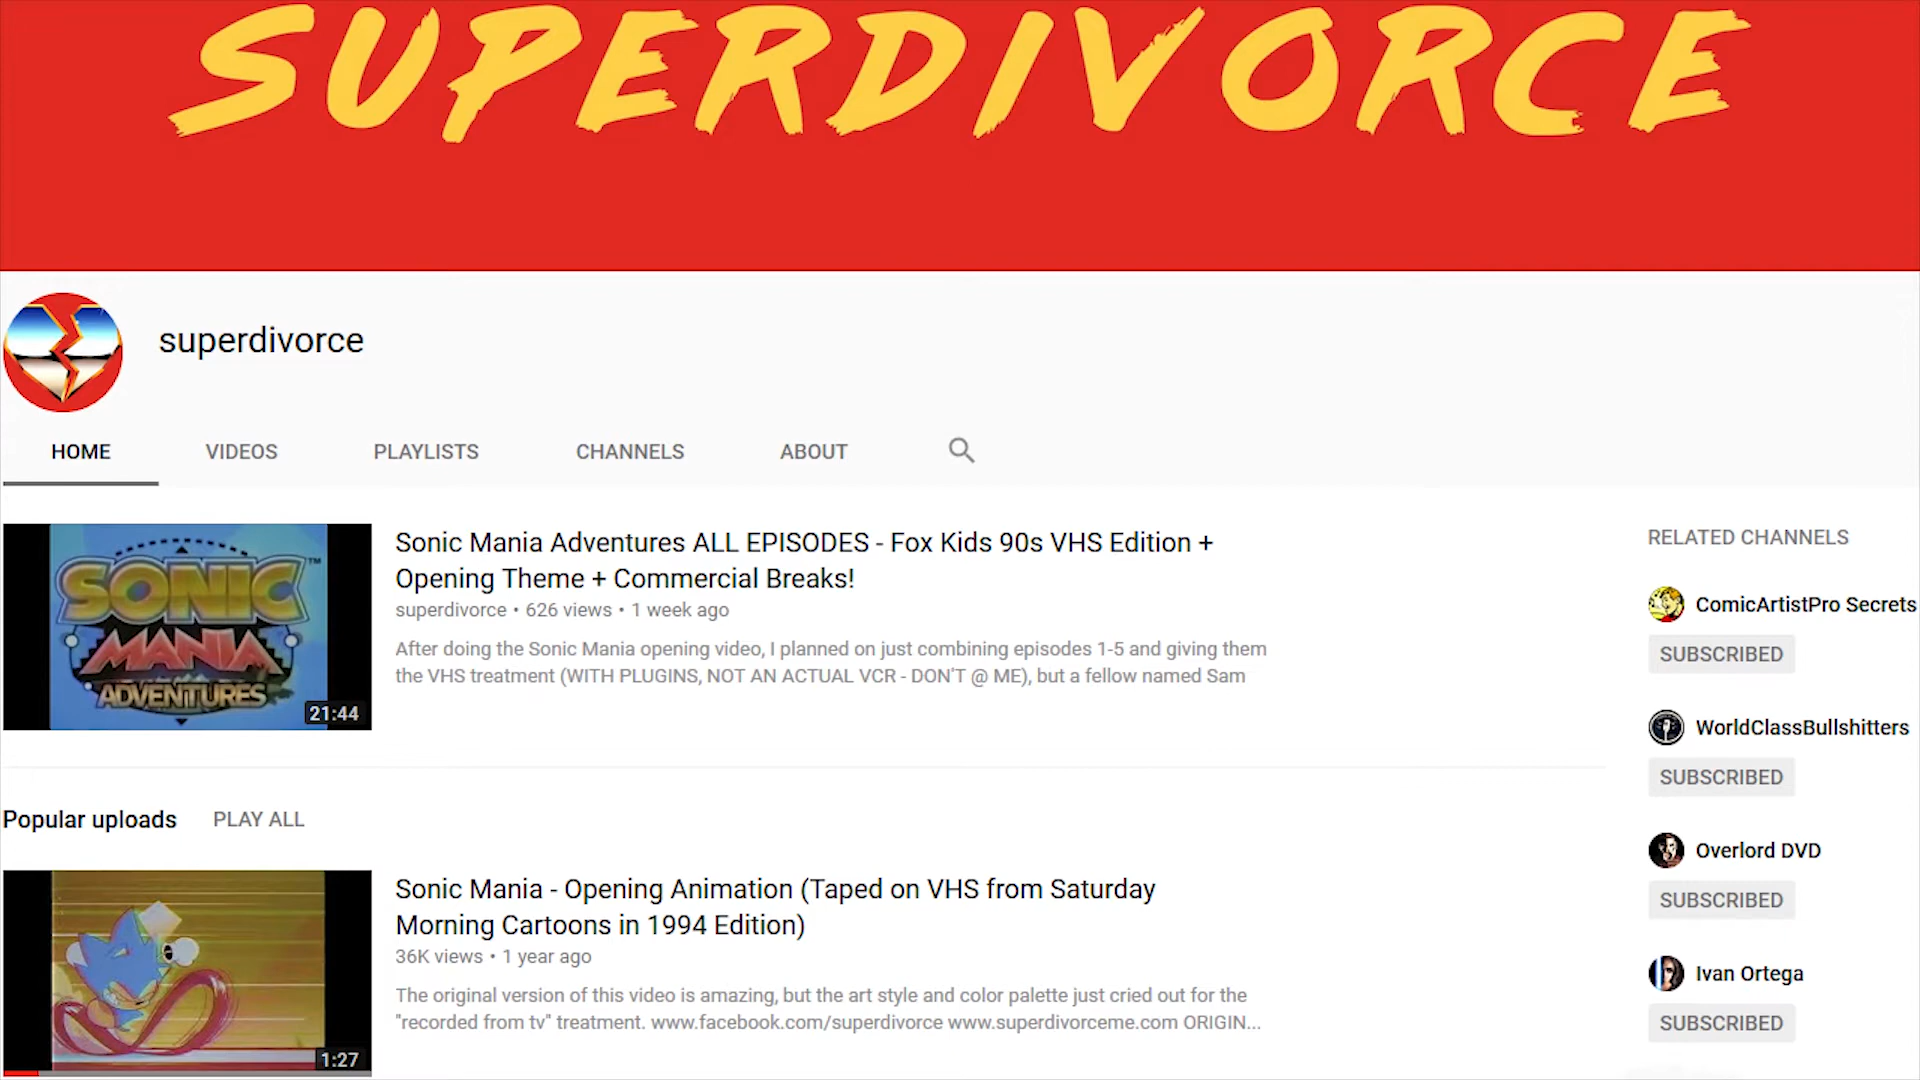 SUPERDIVORCE
superdivorce
HOME
VIDEOS
PLAYLISTS
CHANNELS
ABOUT
SONIC
MANIA
ADVENTURES
TM
21:44
Sonic Mania Adventures ALL EPISODES - Fox Kids 90s VHS Edition +
Opening Theme + Commercial Breaks!
superdivorce • 626 views • 1 week ago
After doing the Sonic Mania opening video, I planned on just combining episodes 1-5 and giving them
the VHS treatment (WITH PLUGINS, NOT AN ACTUAL VCR - DON'T @ ME), but a fellow named Sam
Popular uploads
PLAY ALL
1:27
Sonic Mania - Opening Animation (Taped on VHS from Saturday
Morning Cartoons in 1994 Edition)
36K views • 1 year ago
The original version of this video is amazing, but the art style and color palette just cried out for the
"recorded from tv" treatment. www.facebook.com/superdivorce www.superdivorceme.com ORIGIN...
RELATED CHANNELS
ComicArtistPro Secrets
SUBSCRIBED
WorldClassBullshitters
SUBSCRIBED
Overlord DVD
SUBSCRIBED
Ivan Ortega
SUBSCRIBED